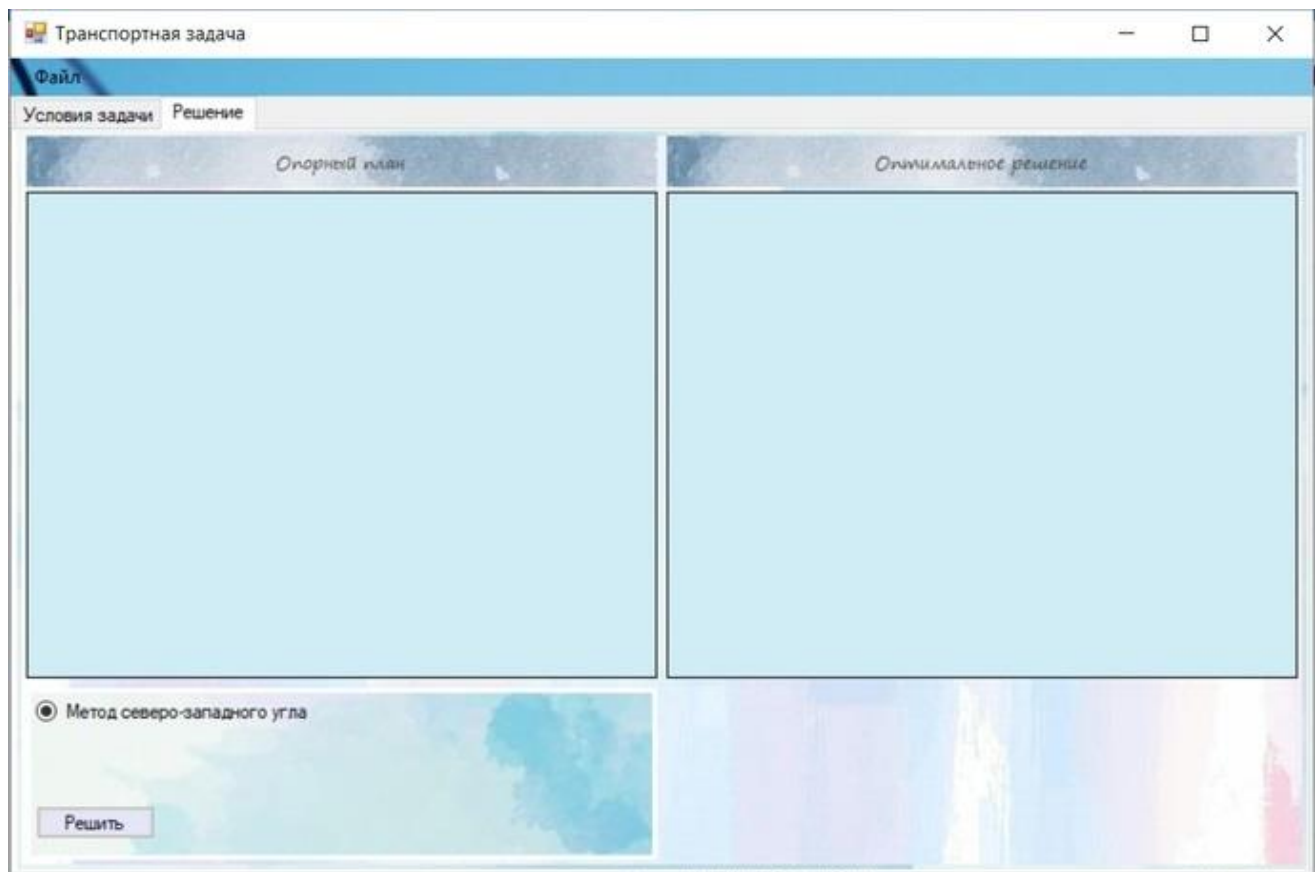 Транспортная задача
Файл
Условия задачи Решение
Опорный план Оптимальное решение
Метод северо-западного угла
Решить